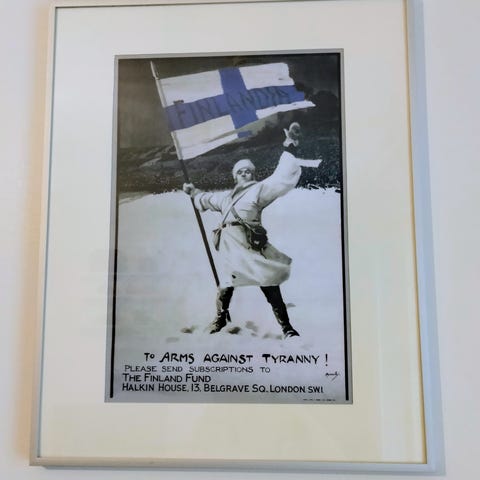 FINLANDIA
TO ARMS AGAINST TYRANNY!
PLEASE SEND SUBSCRIPTIONS TO
THE FINLAND FUND
HALKIN HOUSE, 13, BELGRAVE SQ. LONDON SW1.